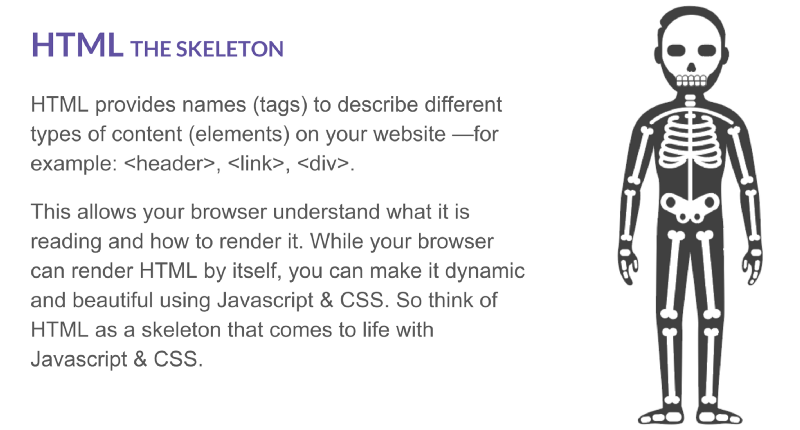 HTML THE SKELETON
HTML provides names (tags) to describe different
types of content (elements) on your website —for
example: <header>, <link>, <div>.
This allows your browser understand what it is
reading and how to render it. While your browser
can render HTML by itself, you can make it dynamic
and beautiful using Javascript & CSS. So think of
HTML as a skeleton that comes to life with
Javascript & CSS.